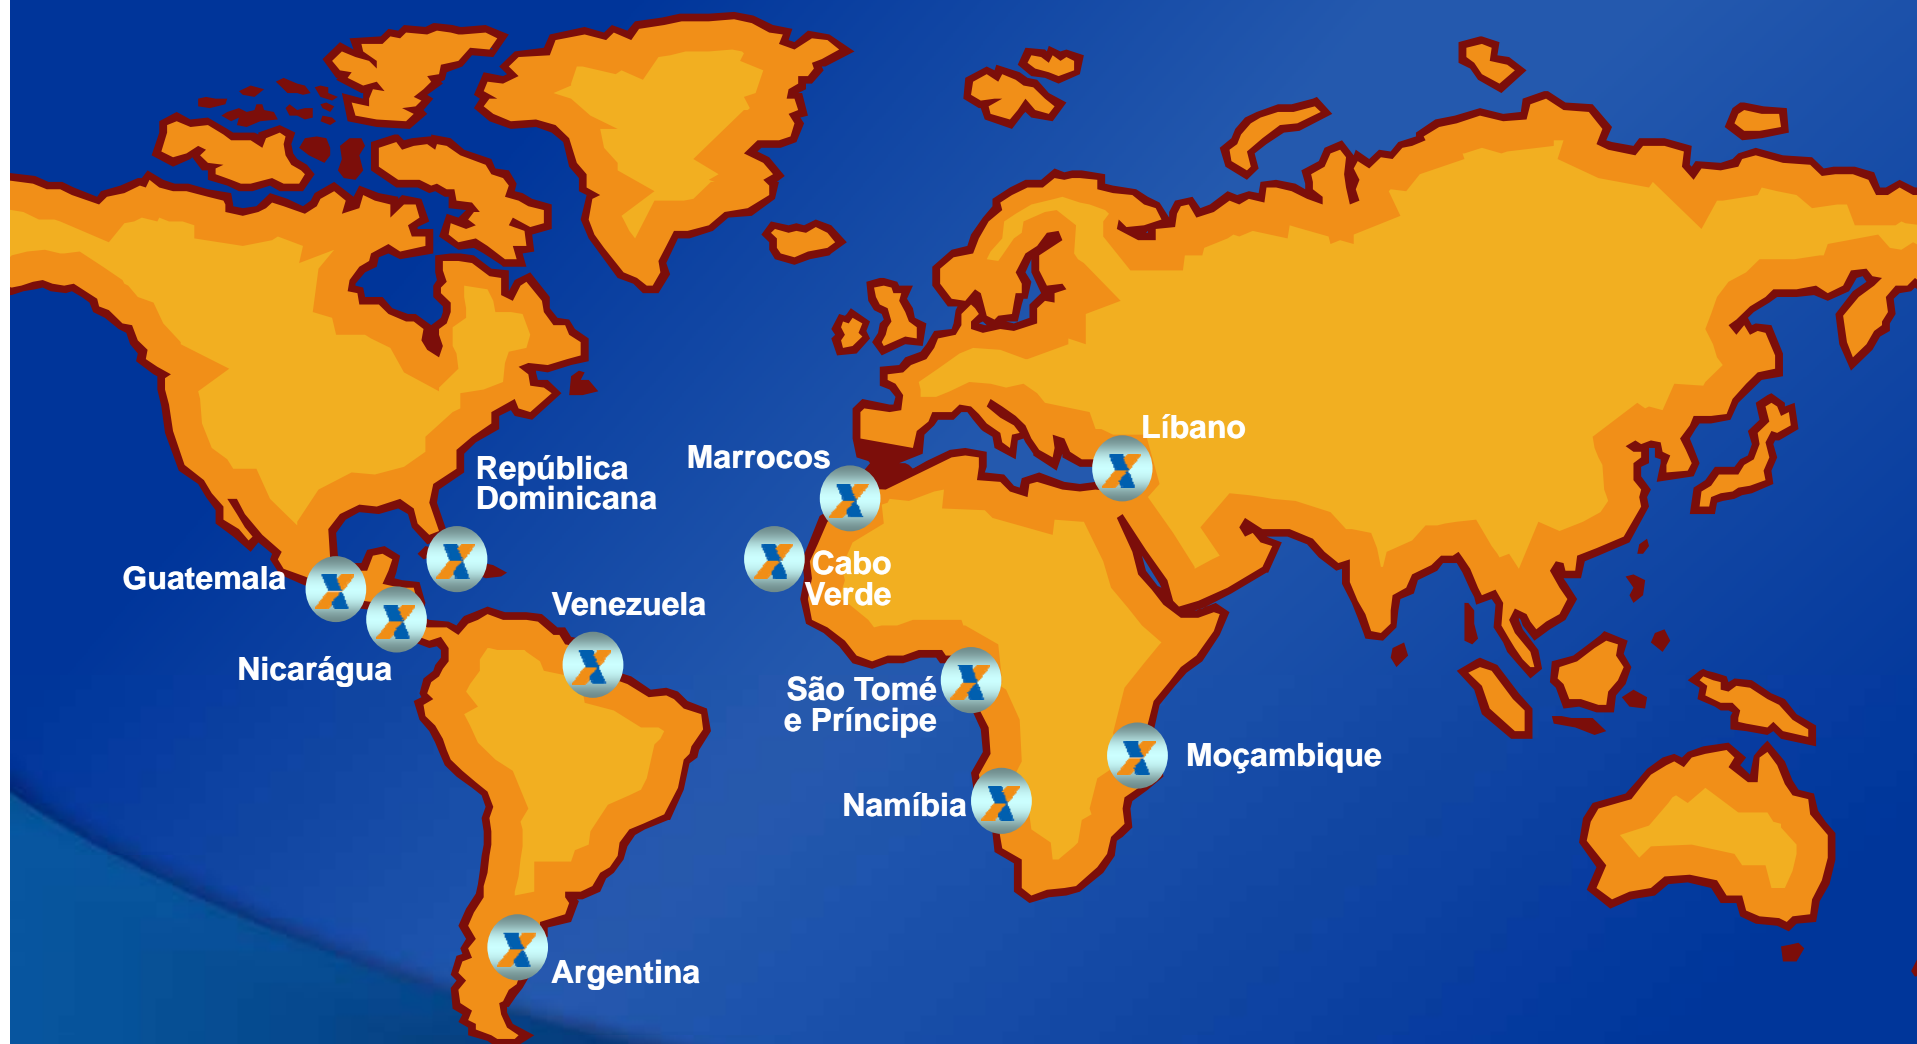 Líbano
Marrocos
República
Dominicana
Cabo
Verde
Guatemala
Venezuela
Nicarágua
São Tomé
e Príncipe
Moçambique
Namíbia
Argentina